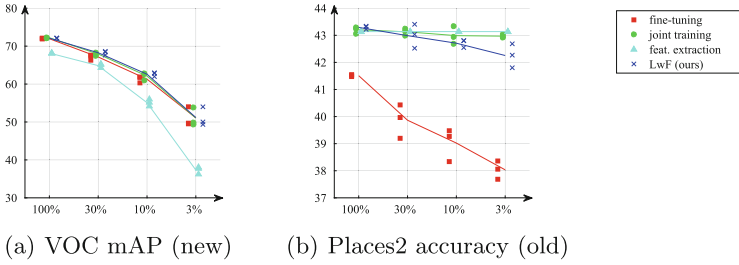 80
70
60
50
40
30
100% 30% 10% 3%
(a) VOC mAP (new)
44
43
42
41
40
39
38
37
100% 30% 10% 3%
(b) Places2 accuracy (old)
fine-tuning
joint training
feat. extraction
LwF (ours)